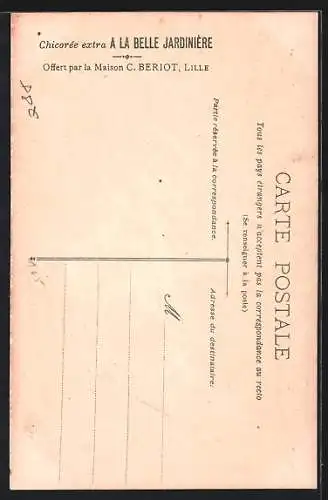 Chicorée extra A LA BELLE JARDINIÈRE
Offert par la Maison C. BERIOT, LILLE
CARTE POSTALE
Tous les pays étrangers n'acceptent pas la correspondance au recto
(Se renseigner à la poste)
Partie réservée à la correspondance.
Adresse du destinataire:
M